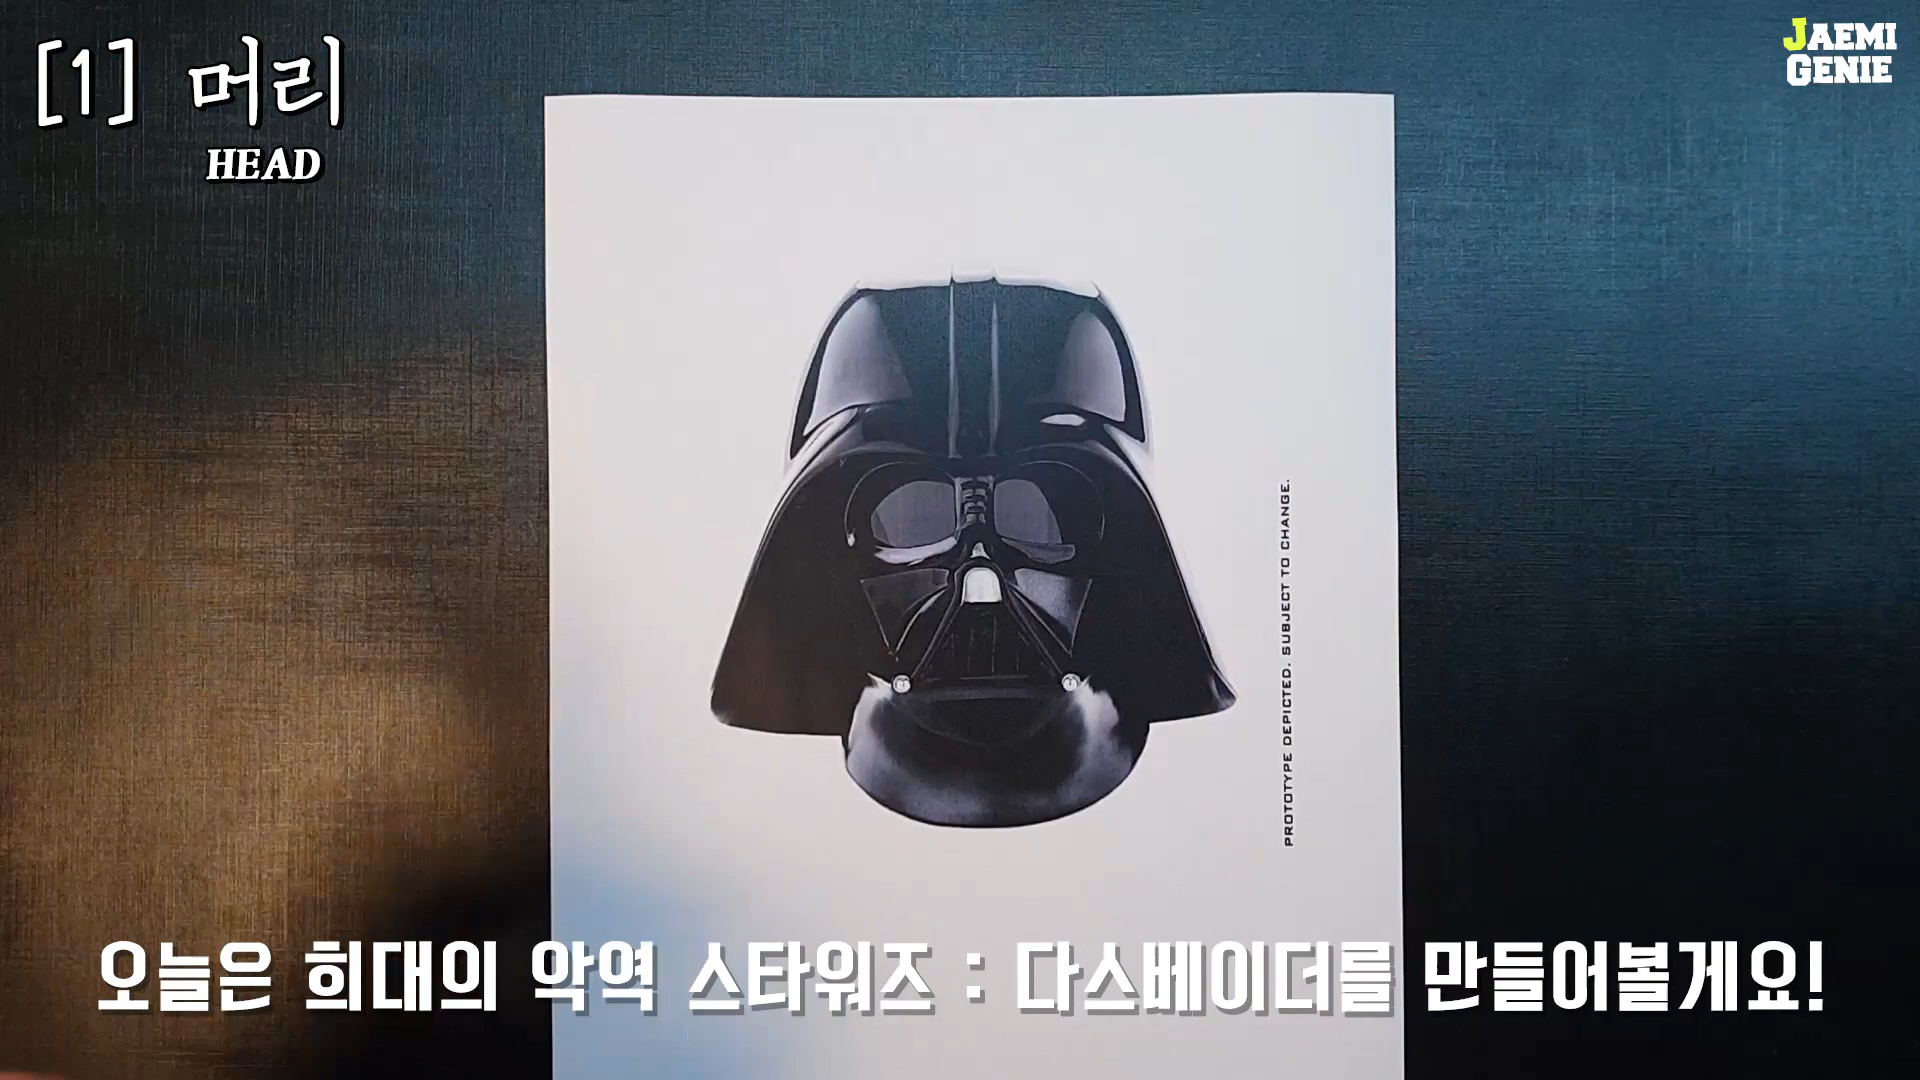 [1] 머리
HEAD
JAEMI
GENIE
PROTOTYPE DEPICTED. SUBJECT TO CHANGE.
오늘은 희대의 악역 스타워즈 : 다스베이더를 만들어볼게요!